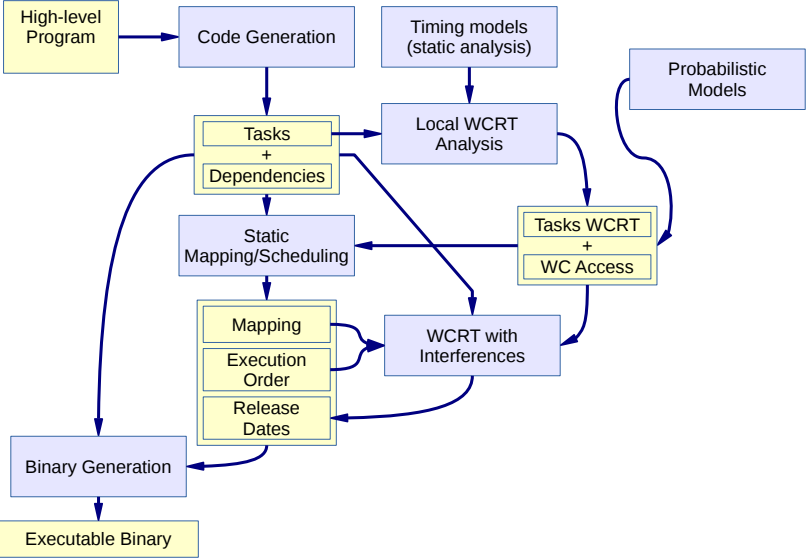 High-level
Program
Code Generation
Timing models
(static analysis)
Probabilistic
Models
Tasks
+
Dependencies
Local WCRT
Analysis
Static
Mapping/Scheduling
Tasks WCRT
+
WC Access
Mapping
Execution
Order
Release
Dates
WCRT with
Interferences
Binary Generation
Executable Binary